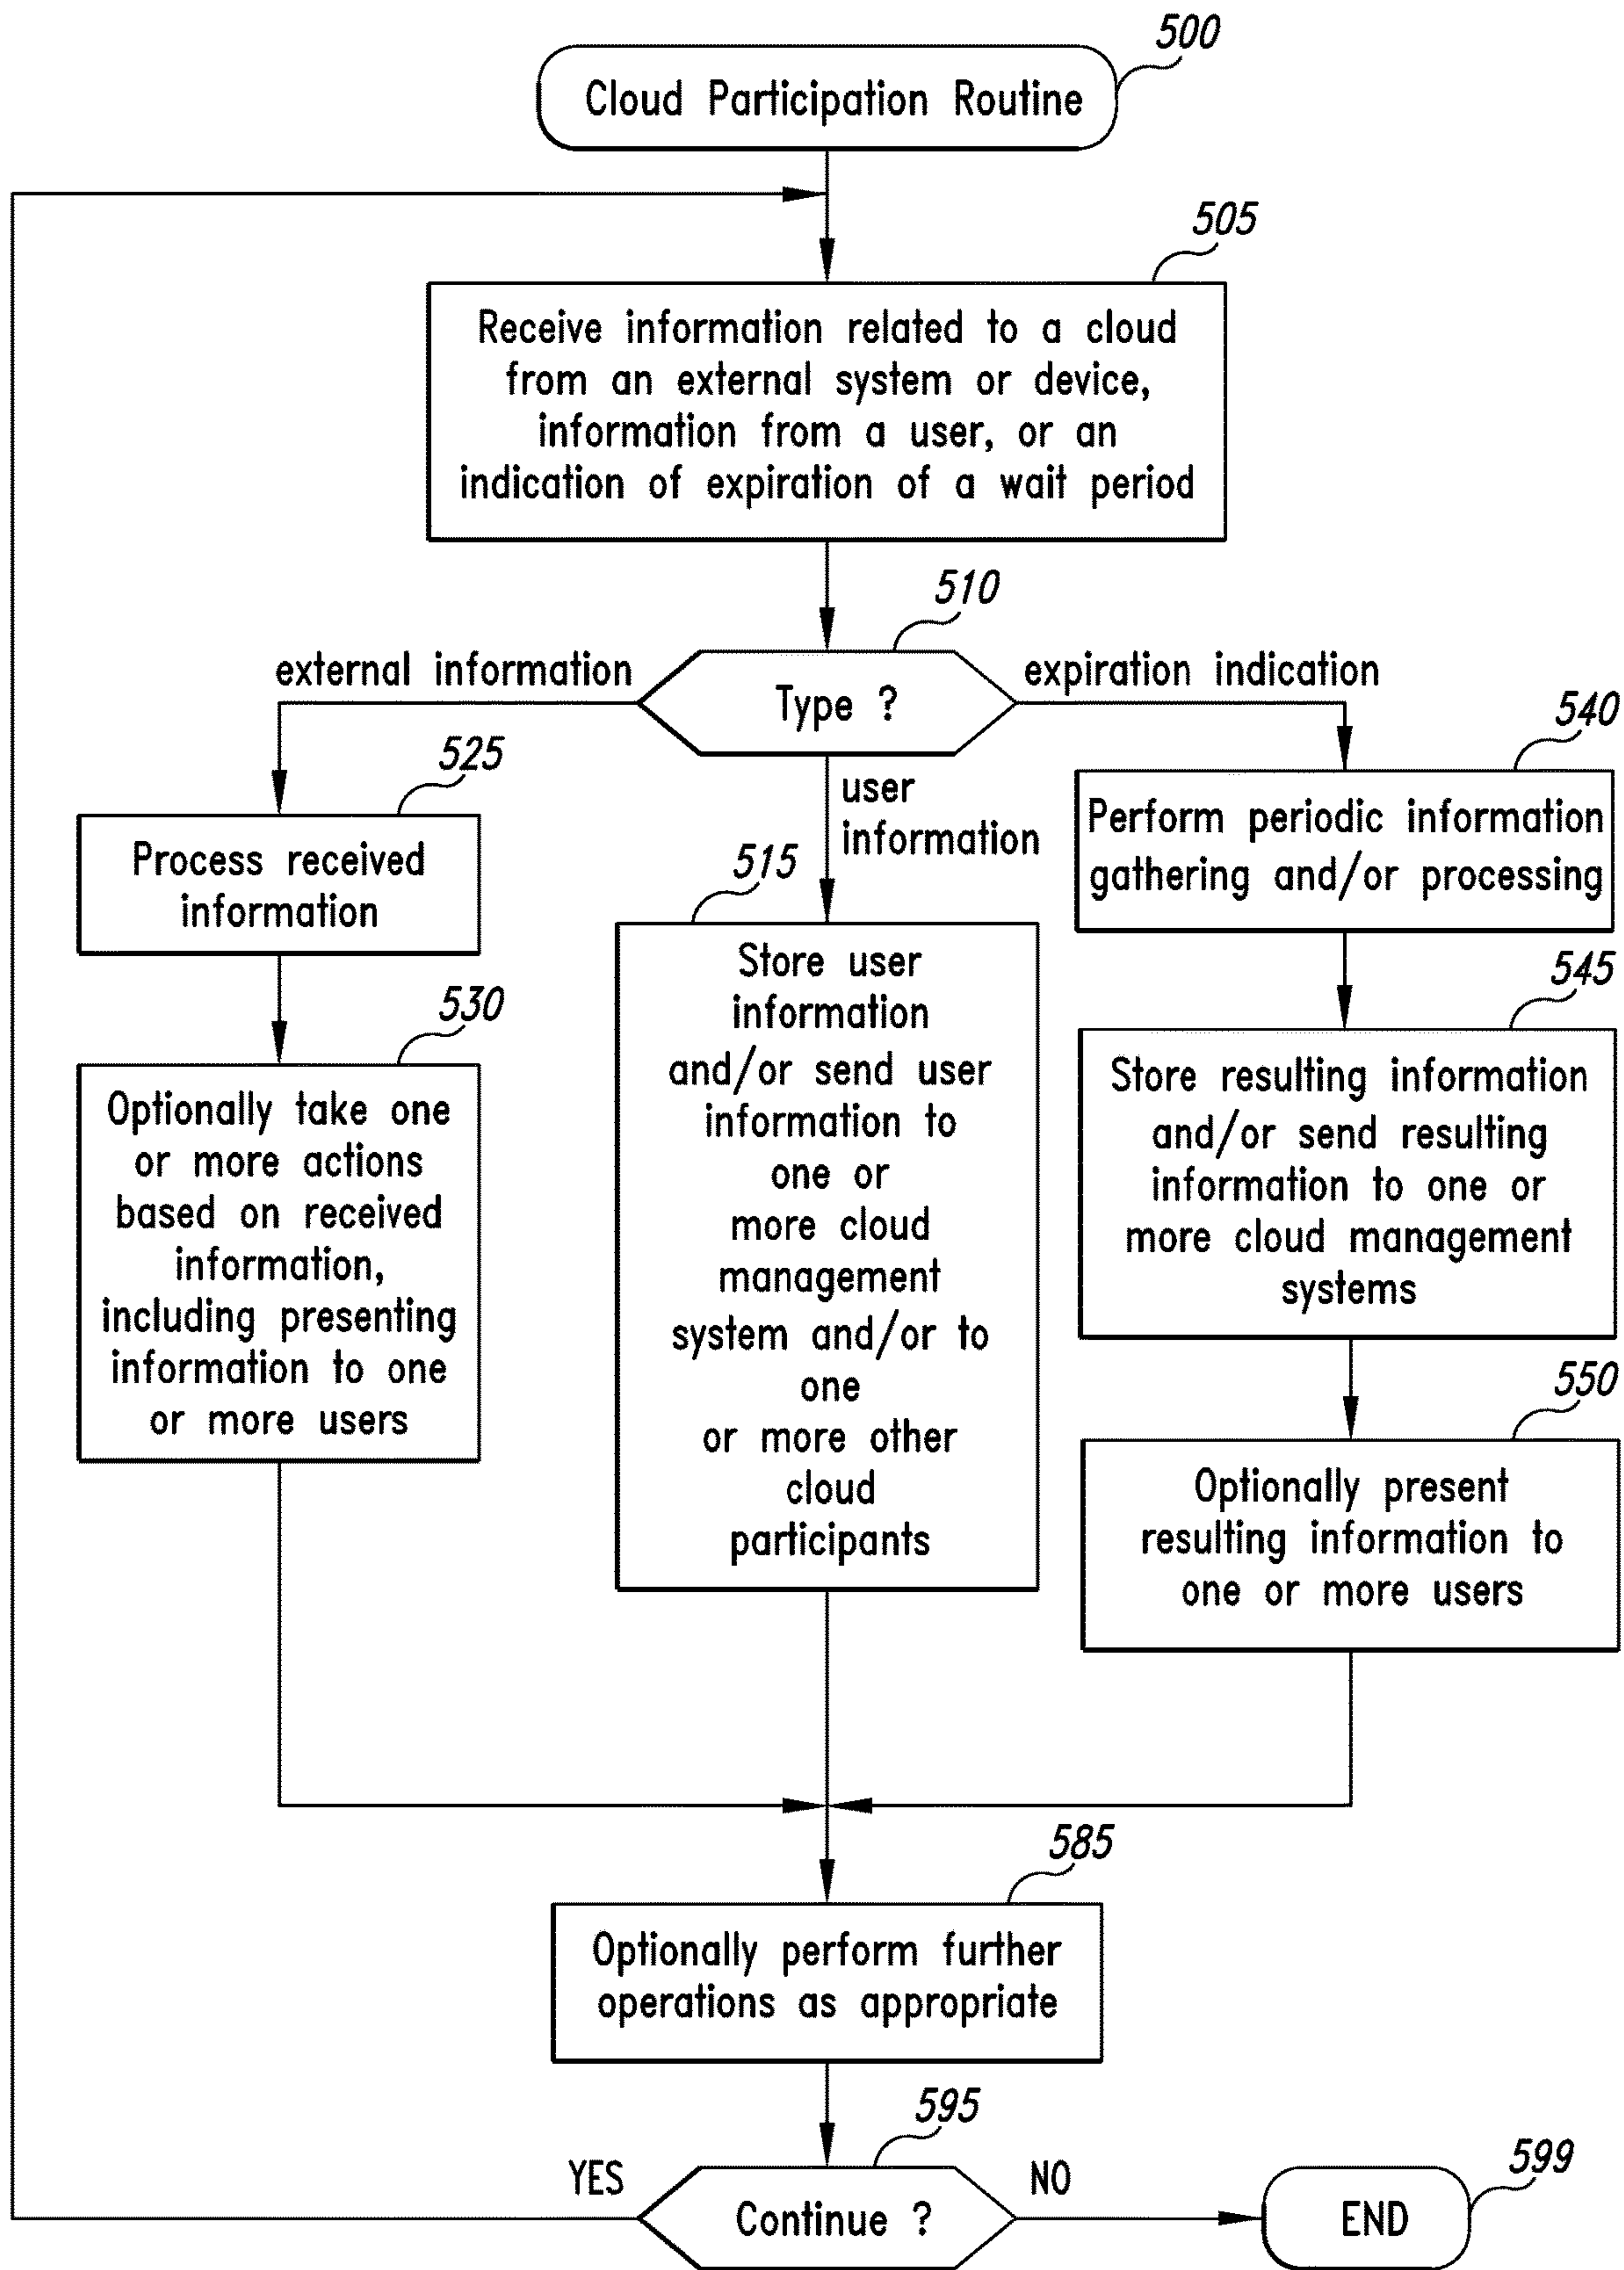 500
Cloud Participation Routine
505
Receive information related to a cloud
from an external system or device,
information from a user, or an
indication of expiration of a wait period
510
external information
Type ?
expiration indication
user
information
525
Process received
information
530
Optionally take one
or more actions
based on received
information,
including presenting
information to one
or more users
515
Store user
information
and/or send user
information to
one or
more cloud
management
system and/or to
one
or more other
cloud
participants
540
Perform periodic information
gathering and/or processing
545
Store resulting information
and/or send resulting
information to one or
more cloud management
systems
550
Optionally present
resulting information to
one or more users
585
Optionally perform further
operations as appropriate
595
YES
Continue ?
NO
599
END